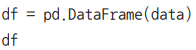 df = pd.DataFrame(data)
df